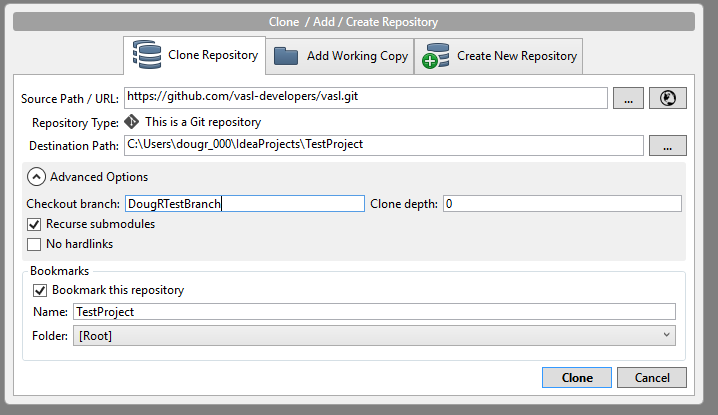 Clone / Add / Create Repository
Clone Repository Add Working Copy Create New Repository
Source Path / URL: https://github.com/vasl-developers/vasl.git ...
Repository Type: This is a Git repository
Destination Path: C:\Users\dougr_000\IdeaProjects\TestProject ...
Advanced Options
Checkout branch: DougRTestBranch Clone depth: 0
Recurse submodules
No hardlinks
Bookmarks
Bookmark this repository
Name: TestProject
Folder: [Root]
Clone Cancel